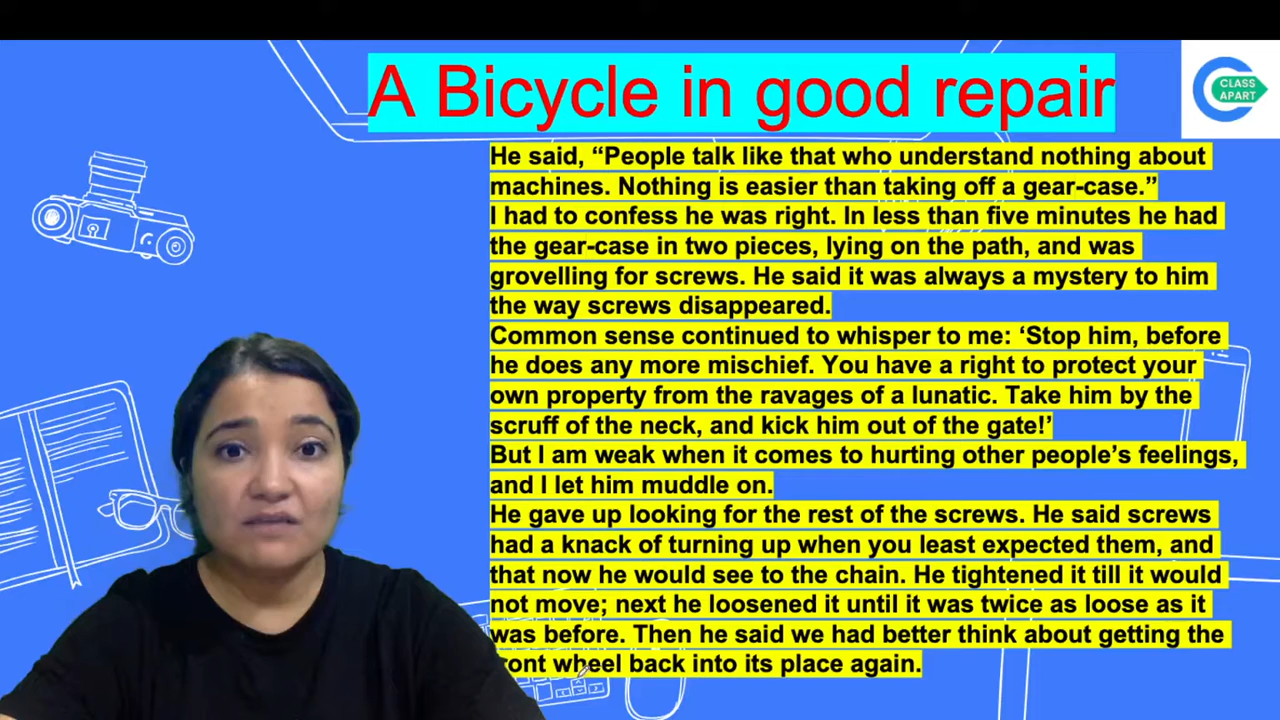 A Bicycle in good repair
CLASS
APART
He said, “People talk like that who understand nothing about
machines. Nothing is easier than taking off a gear-case.”
I had to confess he was right. In less than five minutes he had
the gear-case in two pieces, lying on the path, and was
grovelling for screws. He said it was always a mystery to him
the way screws disappeared.
Common sense continued to whisper to me: ‘Stop him, before
he does any more mischief. You have a right to protect your
own property from the ravages of a lunatic. Take him by the
scruff of the neck, and kick him out of the gate!’
But I am weak when it comes to hurting other people’s feelings,
and I let him muddle on.
He gave up looking for the rest of the screws. He said screws
had a knack of turning up when you least expected them, and
that now he would see to the chain. He tightened it till it would
not move; next he loosened it until it was twice as loose as it
was before. Then he said we had better think about getting the
front wheel back into its place again.